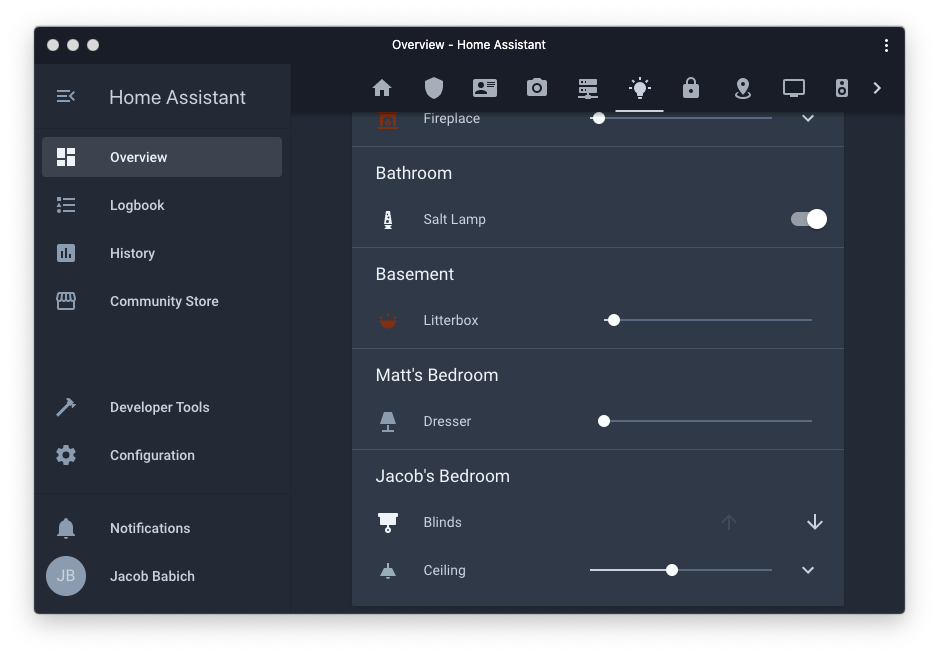 Overview - Home Assistant
Home Assistant
Overview
Logbook
History
Community Store
Developer Tools
Configuration
Notifications
JB
Jacob Babich
Fireplace
Bathroom
Salt Lamp
Basement
Litterbox
Matt's Bedroom
Dresser
Jacob's Bedroom
Blinds
Ceiling